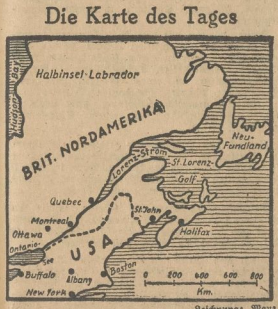 Die Karte des Tages
Halbinsel-Labrador
BRIT. NORDAMERIKA
Neu-
Fundland
Lorenz-Strom
St. Lorenz-
Golf
Quebec
St. John
Montreal
Halifax
Ottawa
Ontario-
See
USA
Buffalo
Albany
Boston
New York
0 200 400 600 800
Km.